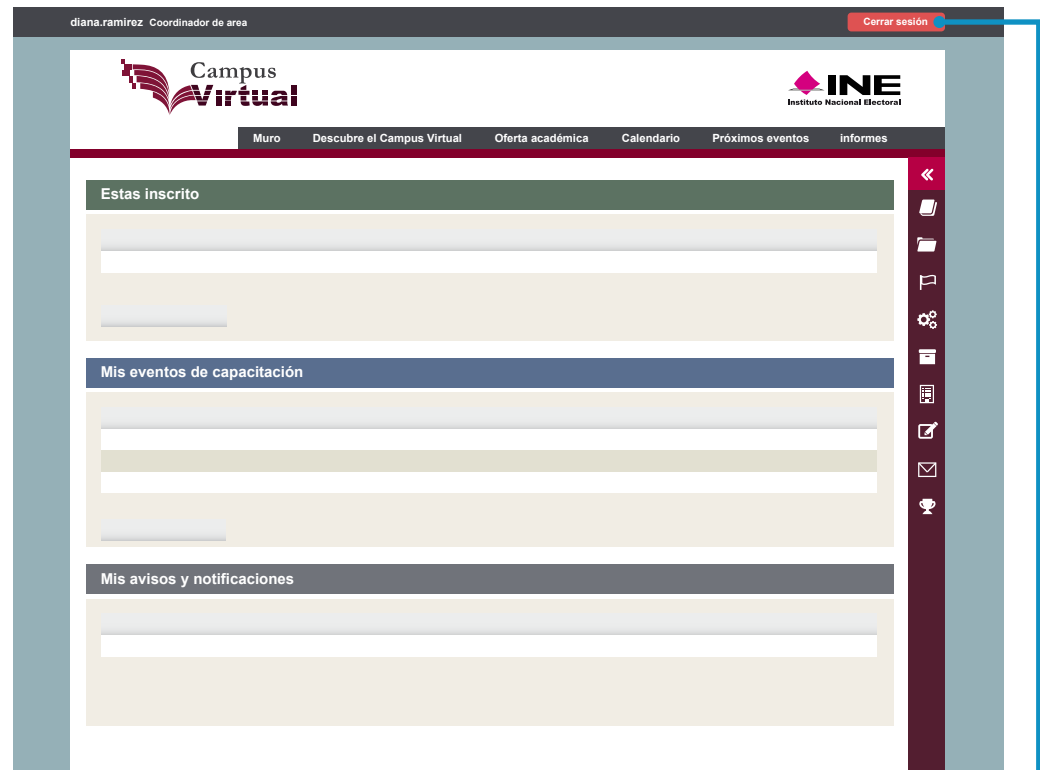 diana.ramirez Coordinador de area
Cerrar sesión
Campus
Virtual
INE
Instituto Nacional Electoral
Muro Descubre el Campus Virtual Oferta académica Calendario Próximos eventos informes
Estas inscrito
Mis eventos de capacitación
Mis avisos y notificaciones